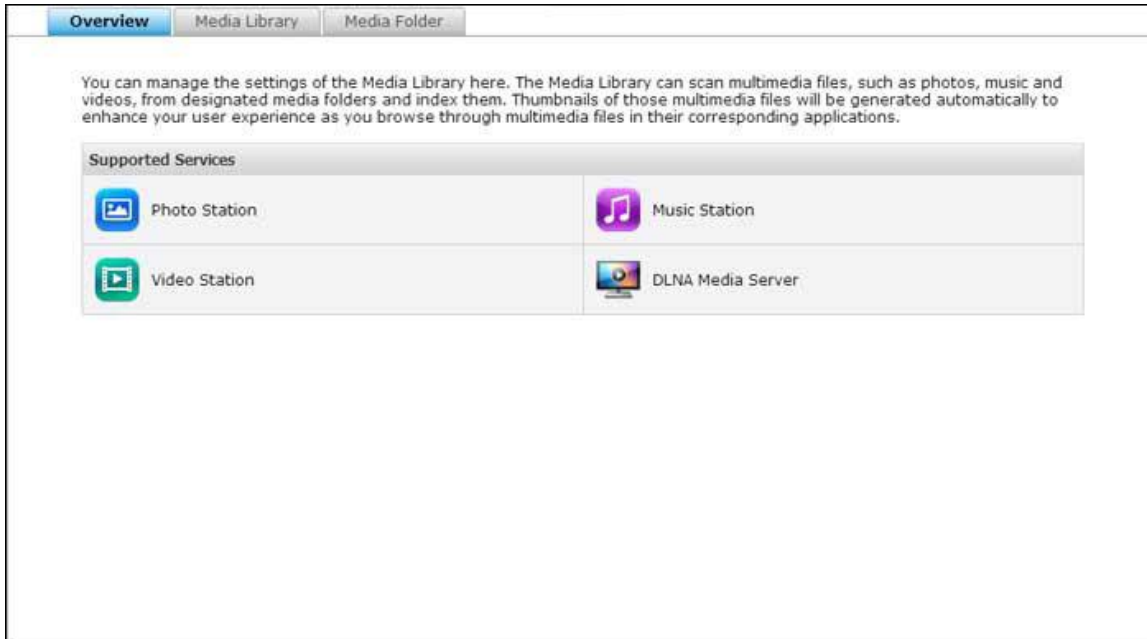 Overview Media Library Media Folder
You can manage the settings of the Media Library here. The Media Library can scan multimedia files, such as photos, music and
videos, from designated media folders and index them. Thumbnails of those multimedia files will be generated automatically to
enhance your user experience as you browse through multimedia files in their corresponding applications.
Supported Services
Photo Station Music Station
Video Station DLNA Media Server